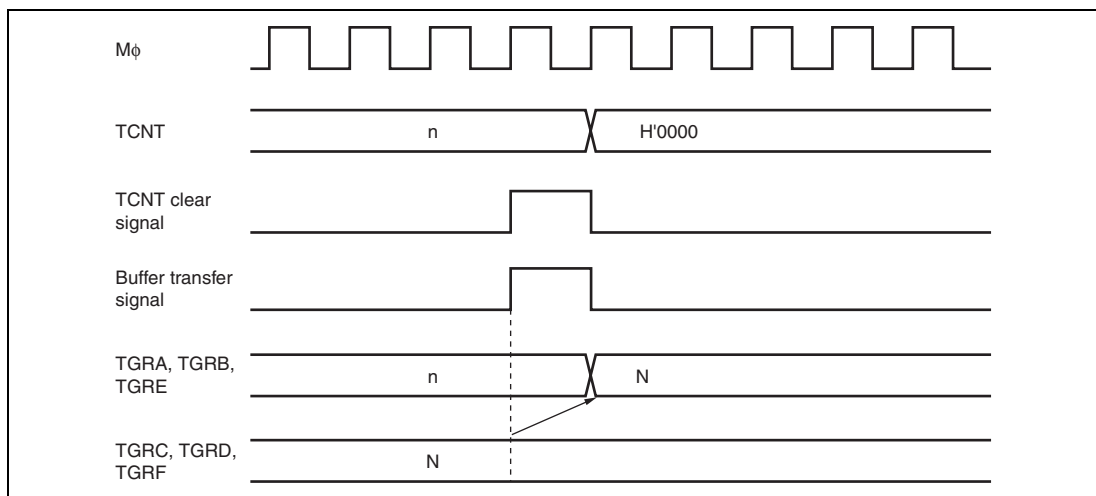 Mϕ
TCNT
n
H'0000
TCNT clear
signal
Buffer transfer
signal
TGRA, TGRB,
TGRE
n
N
TGRC, TGRD,
TGRF
N